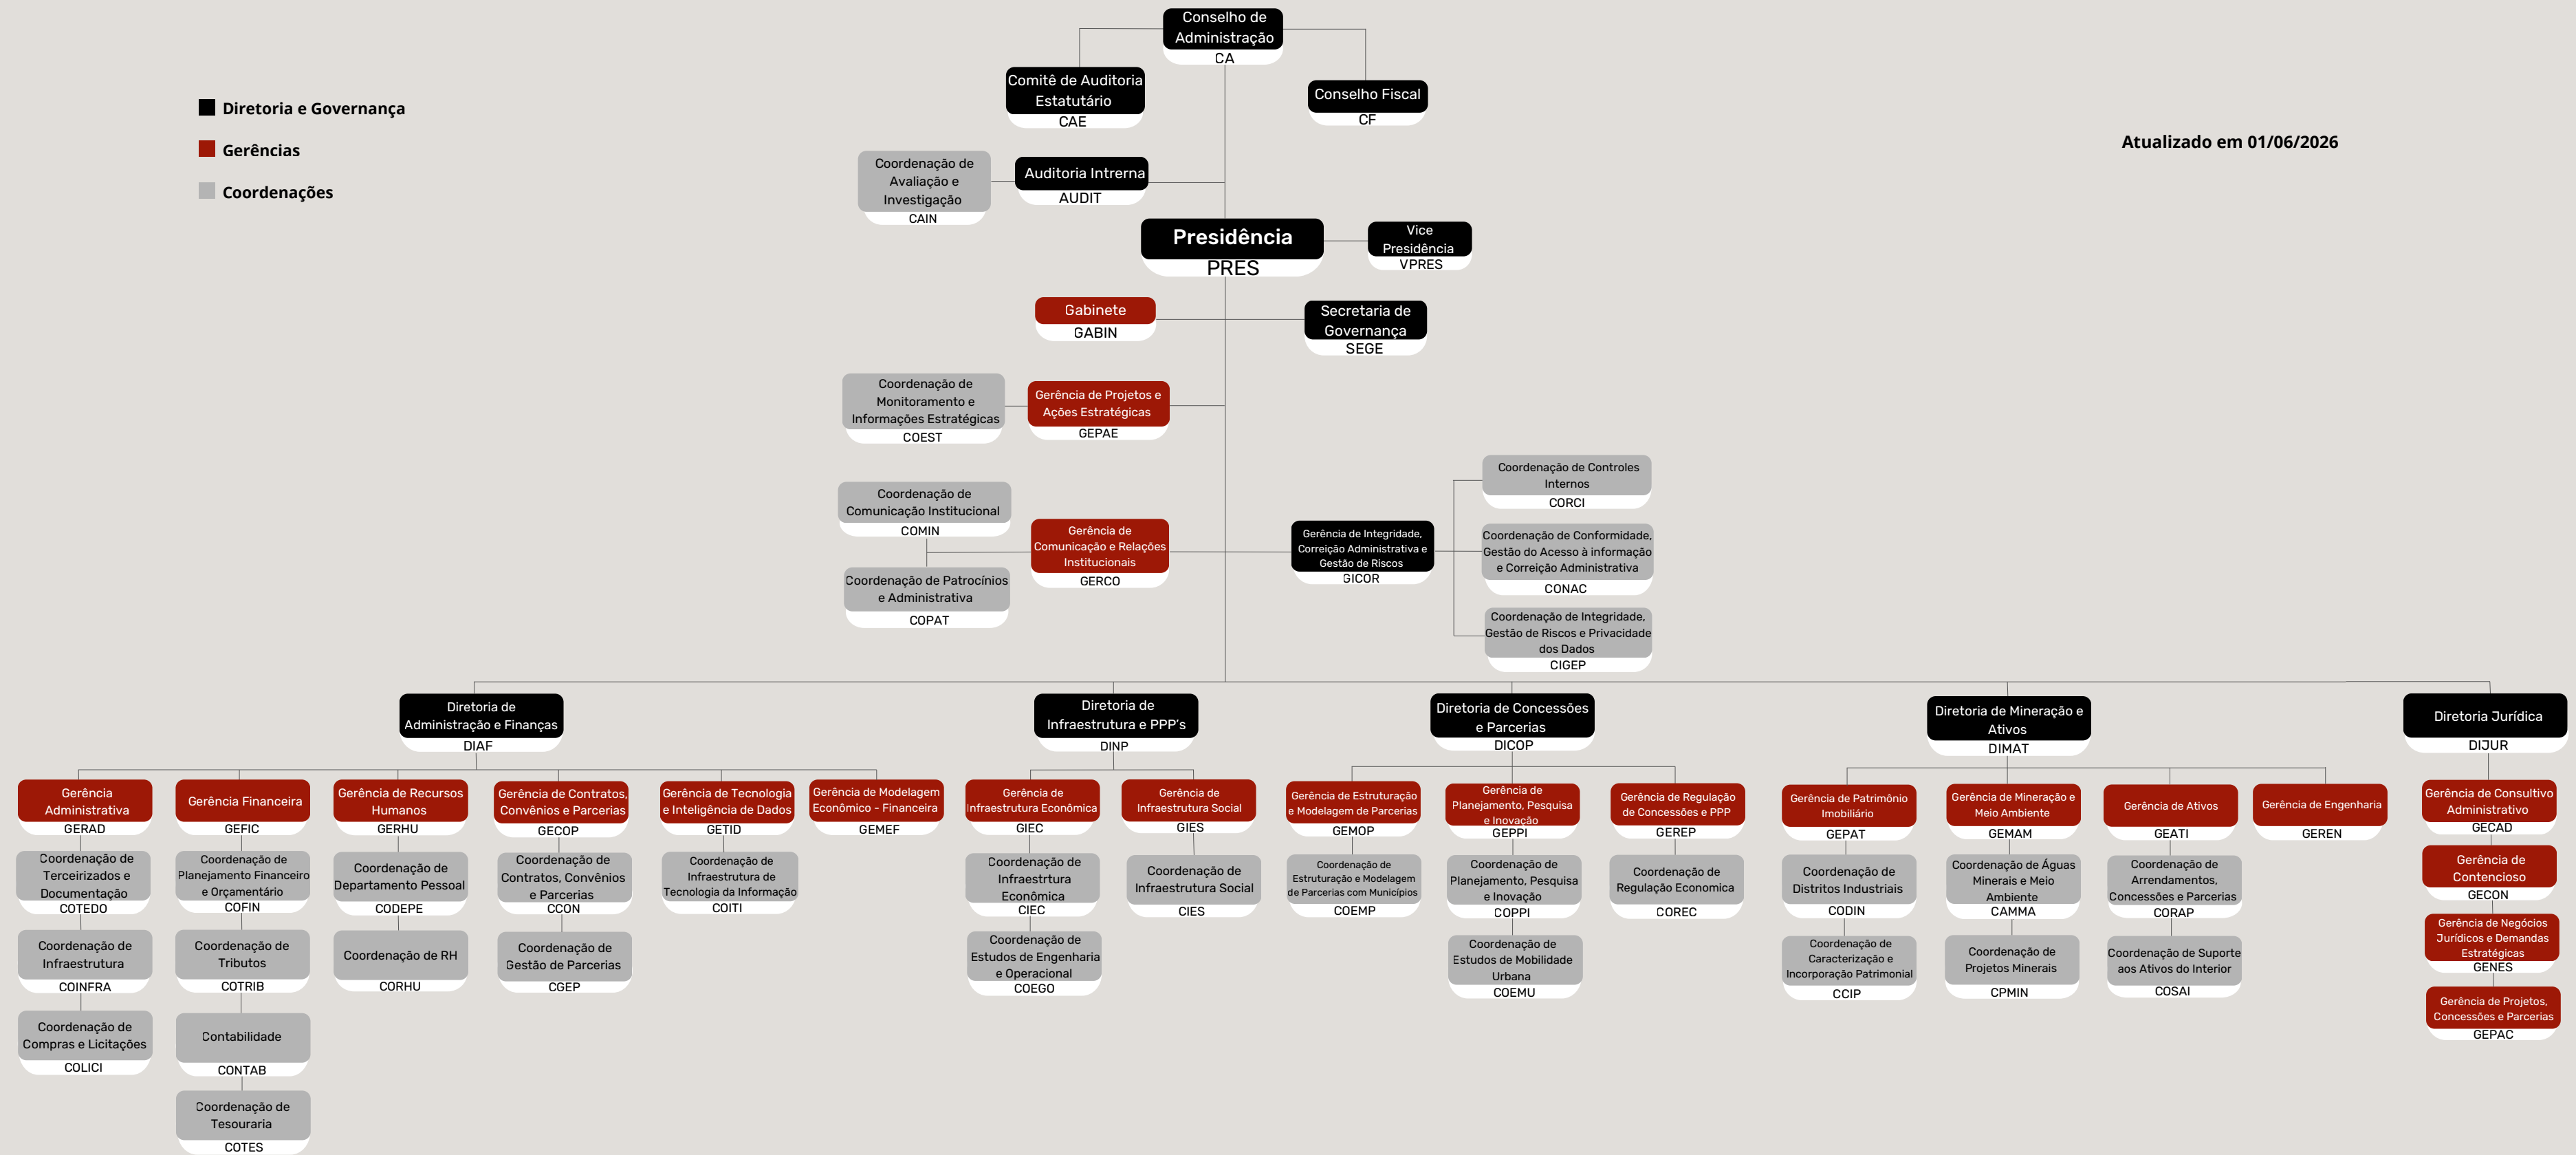 Conselho de
Administração
CA
Comitê de Auditoria
Estatutário
CAE
Conselho Fiscal
CF
Diretoria e Governança
Gerências
Coordenações
Atualizado em 01/06/2026
Coordenação de
Avaliação e
Investigação
CAIN
Auditoria Intrerna
AUDIT
Presidência
PRES
Vice
Presidência
VPRES
Gabinete
GABIN
Secretaria de
Governança
SEGE
Coordenação de
Monitoramento e
Informações Estratégicas
COEST
Gerência de Projetos e
Ações Estratégicas
GEPAE
Coordenação de
Comunicação Institucional
COMIN
Gerência de
Comunicação e Relações
Institucionais
GERCO
Coordenação de Patrocínios
e Administrativa
COPAT
Gerência de Integridade,
Correição Administrativa e
Gestão de Riscos
GICOR
Coordenação de Controles
Internos
CORCI
Coordenação de Conformidade,
Gestão do Acesso à informação
e Correição Administrativa
CONAC
Coordenação de Integridade,
Gestão de Riscos e Privacidade
dos Dados
CIGEP
Diretoria de
Administração e Finanças
DIAF
Diretoria de
Infraestrutura e PPP's
DINP
Diretoria de Concessões
e Parcerias
DICOP
Diretoria de Mineração e
Ativos
DIMAT
Diretoria Jurídica
DIJUR
Gerência
Administrativa
GERAD
Coordenação de
Terceirizados e
Documentação
COTEDO
Coordenação de
Infraestrutura
COINFRA
Coordenação de
Compras e Licitações
COLICI
Gerência Financeira
GEFIC
Coordenação de
Planejamento Financeiro
e Orçamentário
COFIN
Coordenação de
Tributos
COTRIB
Contabilidade
CONTAB
Coordenação de
Tesouraria
COTES
Gerência de Recursos
Humanos
GERHU
Coordenação de
Departamento Pessoal
CODEPE
Coordenação de RH
CORHU
Gerência de Contratos,
Convênios e Parcerias
GECOP
Coordenação de
Contratos, Convênios
e Parcerias
CCON
Coordenação de
Gestão de Parcerias
CGEP
Gerência de Tecnologia
e Inteligência de Dados
GETID
Coordenação de
Infraestrutura de
Tecnologia da Informação
COITI
Gerência de Modelagem
Econômico - Financeira
GEMEF
Gerência de
Infraestrutura Econômica
GIEC
Coordenação de
Infraestrtura
Econômica
CIEC
Coordenação de
Estudos de Engenharia
e Operacional
COEGO
Gerência de
Infraestrutura Social
GIES
Coordenação de
Infraestrutura Social
CIES
Gerência de Estruturação
e Modelagem de Parcerias
GEMOP
Coordenação de
Estruturação e Modelagem
de Parcerias com Municípios
COEMP
Gerência de
Planejamento, Pesquisa
e Inovação
GEPPI
Coordenação de
Planejamento, Pesquisa
e Inovação
COPPI
Coordenação de
Estudos de Mobilidade
Urbana
COEMU
Gerência de Regulação
de Concessões e PPP
GEREP
Coordenação de
Regulação Economica
COREC
Gerência de Patrimônio
Imobiliário
GEPAT
Coordenação de
Distritos Industriais
CODIN
Coordenação de
Caracterização e
Incorporação Patrimonial
CCIP
Gerência de Mineração e
Meio Ambiente
GEMAM
Coordenação de Águas
Minerais e Meio
Ambiente
CAMMA
Coordenação de
Projetos Minerais
CPMIN
Gerência de Ativos
GEATI
Coordenação de
Arrendamentos,
Concessões e Parcerias
CORAP
Coordenação de Suporte
aos Ativos do Interior
COSAI
Gerência de Engenharia
GEREN
Gerência de Consultivo
Administrativo
GECAD
Gerência de
Contencioso
GECON
Gerência de Negócios
Jurídicos e Demandas
Estratégicas
GENES
Gerência de Projetos,
Concessões e Parcerias
GEPAC